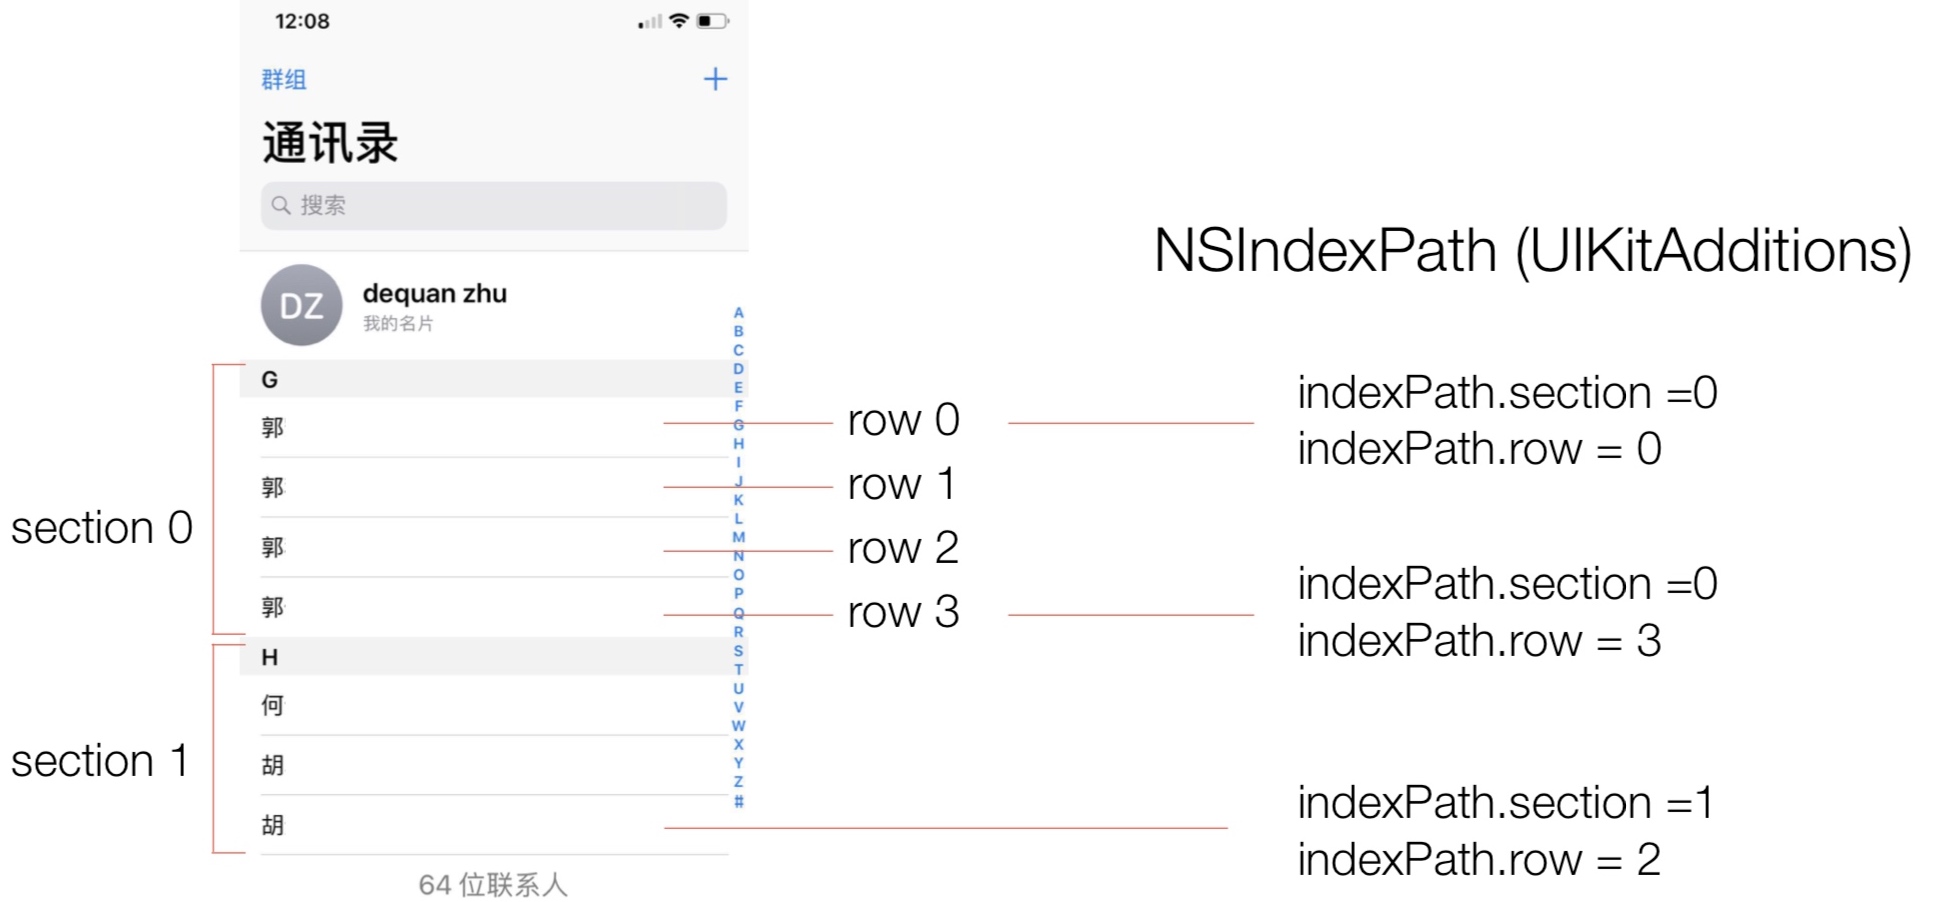 12:08
群组
通讯录
搜索
DZ
dequan zhu
我的名片
G
郭
郭
郭
郭
H
何
胡
胡
64 位联系人
A
B
C
D
E
F
G
H
I
J
K
L
M
N
O
P
Q
R
S
T
U
V
W
X
Y
Z
#
section 0
section 1
row 0
row 1
row 2
row 3
NSIndexPath (UIKitAdditions)
indexPath.section =0
indexPath.row = 0
indexPath.section =0
indexPath.row = 3
indexPath.section =1
indexPath.row = 2